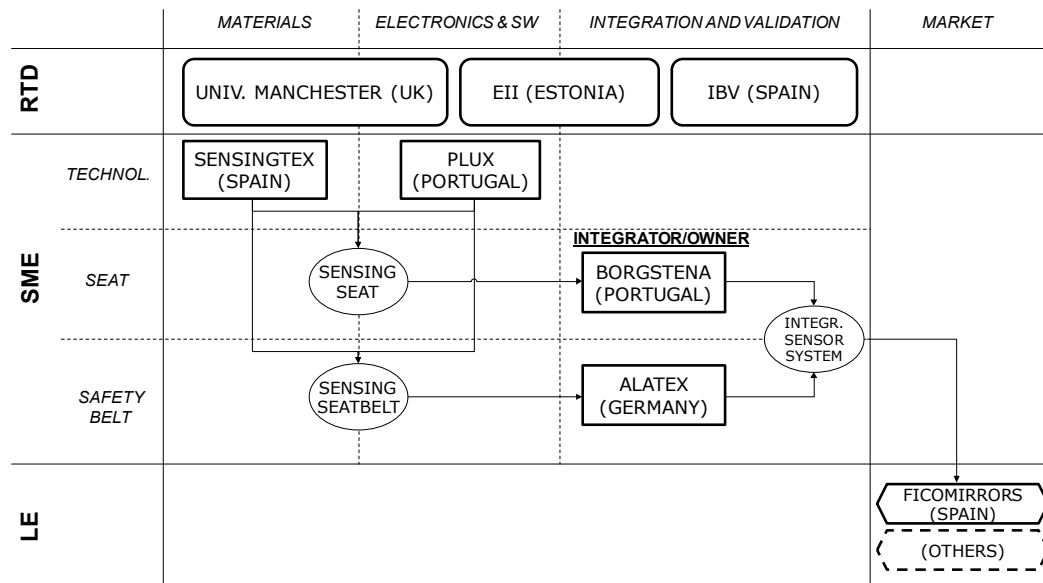 MATERIALS
ELECTRONICS & SW
INTEGRATION AND VALIDATION
MARKET
RTD
UNIV. MANCHESTER (UK)
EII (ESTONIA)
IBV (SPAIN)
SME
TECHNOL.
SENSINGTEX
(SPAIN)
PLUX
(PORTUGAL)
INTEGRATOR/OWNER
SEAT
SENSING
SEAT
BORGSTENA
(PORTUGAL)
INTEGR.
SENSOR
SYSTEM
SAFETY
BELT
SENSING
SEATBELT
ALATEX
(GERMANY)
LE
FICOMIRRORS
(SPAIN)
(OTHERS)